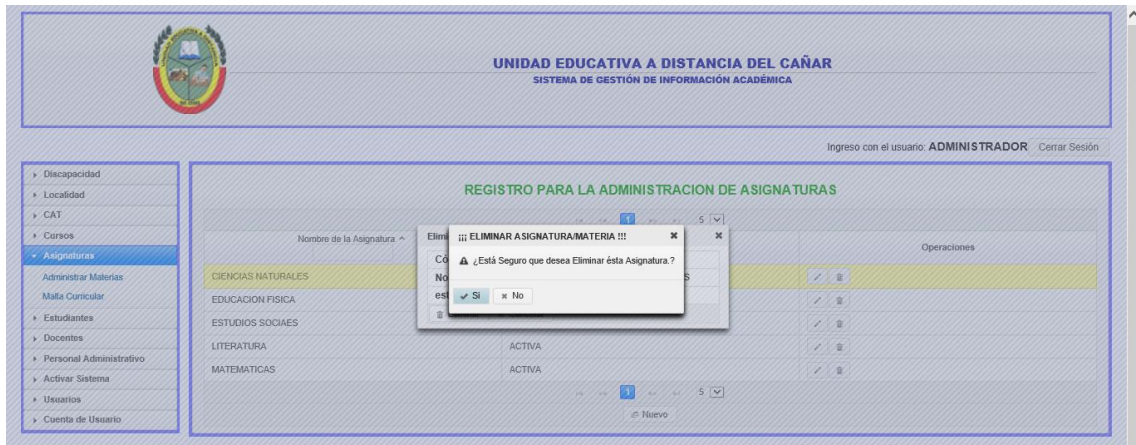 UNIDAD EDUCATIVA A DISTANCIA DEL CAÑAR
SISTEMA DE GESTIÓN DE INFORMACIÓN ACADÉMICA
Ingreso con el usuario: ADMINISTRADOR Cerrar Sesión
Discapacidad
Localidad
CAT
Cursos
Asignaturas
Administrar Materias
Malla Curricular
Estudiantes
Docentes
Personal Administrativo
Activar Sistema
Usuarios
Cuenta de Usuario
REGISTRO PARA LA ADMINISTRACION DE ASIGNATURAS
1 5
Nombre de la Asignatura
Operaciones
Elimi
¡¡¡ ELIMINAR ASIGNATURA/MATERIA !!!
Có
¿Está Seguro que desea Eliminar ésta Asignatura.?
No
S
est
Si No
CIENCIAS NATURALES
EDUCACION FISICA
ESTUDIOS SOCIAES
LITERATURA ACTIVA
MATEMATICAS ACTIVA
1 5
Nuevo